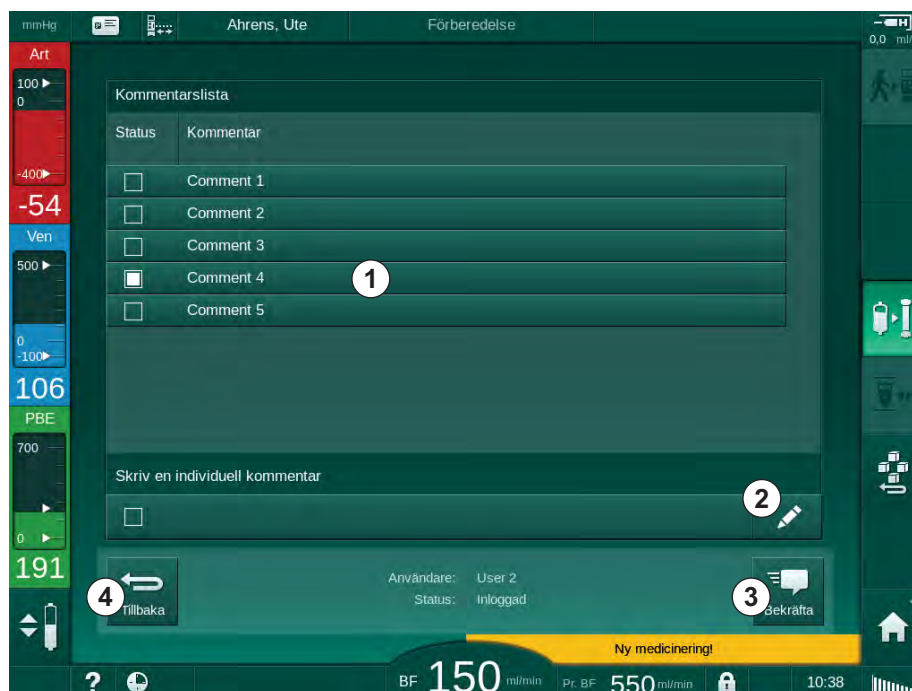 mmHg Ahrens, Ute Förberedelse
0,0 ml/
Art
100
0
-400
-54
Ven
500
0
-100
106
PBE
700
0
191
Kommentarslista
Status Kommentar
Comment 1
Comment 2
Comment 3
Comment 4 1
Comment 5
Skriv en individuell kommentar
2
4 Tillbaka
Användare: User 2
Status: Inloggad
3 Bekräfta
Ny medicinering!
? BF 150 ml/min Pr. BF 550 ml/min 10:38